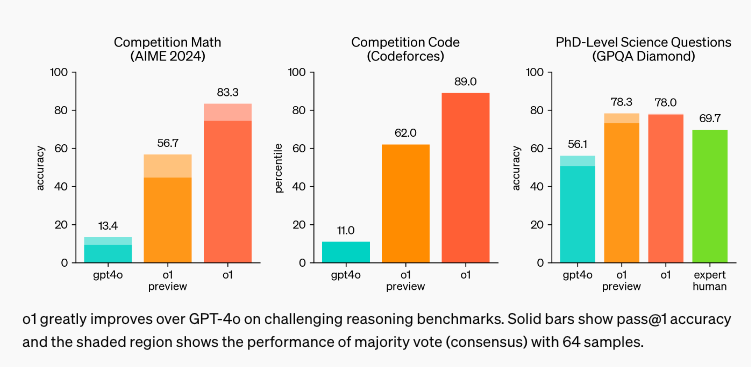 Competition Math
(AIME 2024)
accuracy
100
80
60
40
20
0
13.4
56.7
83.3
gpt4o
o1
preview
o1
Competition Code
(Codeforces)
percentile
100
80
60
40
20
0
11.0
62.0
89.0
gpt4o
o1
preview
o1
PhD-Level Science Questions
(GPQA Diamond)
accuracy
100
80
60
40
20
0
56.1
78.3
78.0
69.7
gpt4o
o1
preview
o1
expert
human
o1 greatly improves over GPT-4o on challenging reasoning benchmarks. Solid bars show pass@1 accuracy
and the shaded region shows the performance of majority vote (consensus) with 64 samples.